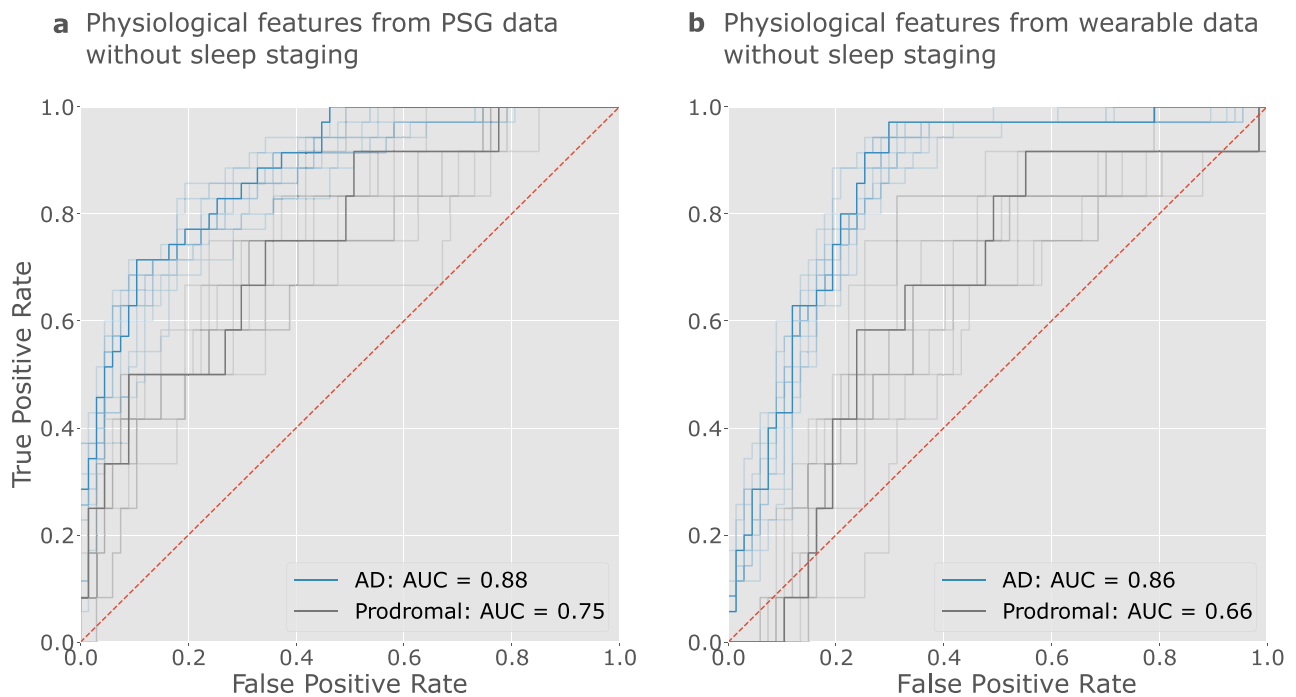 a Physiological features from PSG data
without sleep staging
1.0
0.8
0.6
0.4
0.2
0.0
True Positive Rate
AD: AUC = 0.88
Prodromal: AUC = 0.75
0.0 0.2 0.4 0.6 0.8 1.0
False Positive Rate
b Physiological features from wearable data
without sleep staging
1.0
0.8
0.6
0.4
0.2
0.0
AD: AUC = 0.86
Prodromal: AUC = 0.66
0.0 0.2 0.4 0.6 0.8 1.0
False Positive Rate